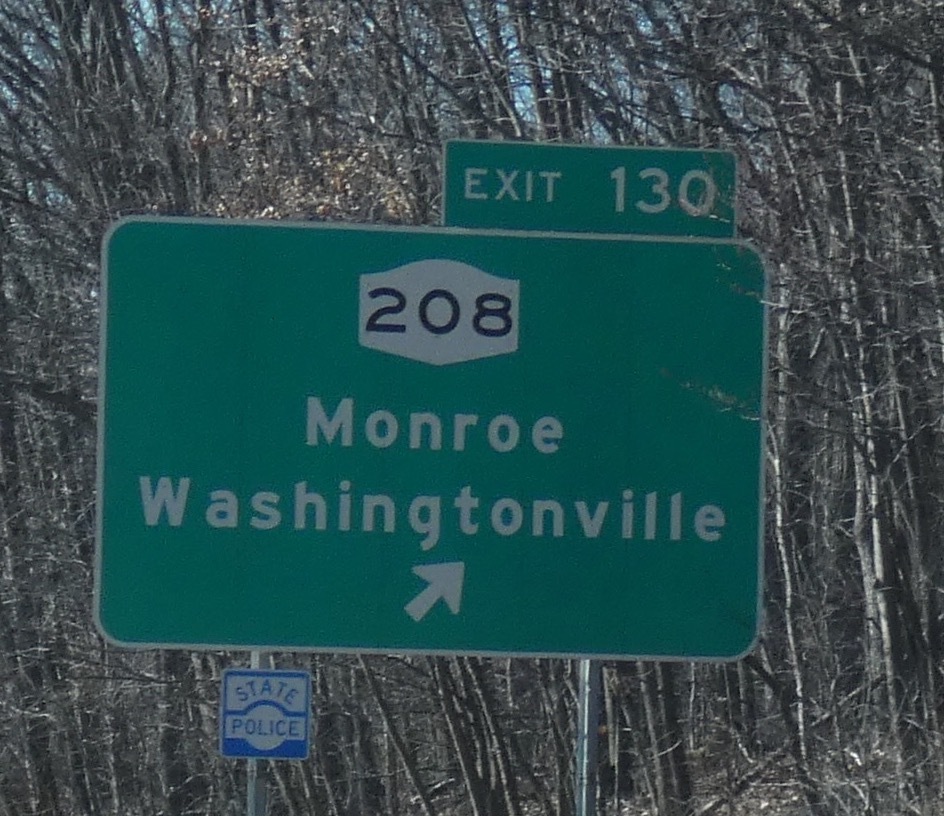 EXIT 130
208
Monroe
Washingtonville
STATE
POLICE